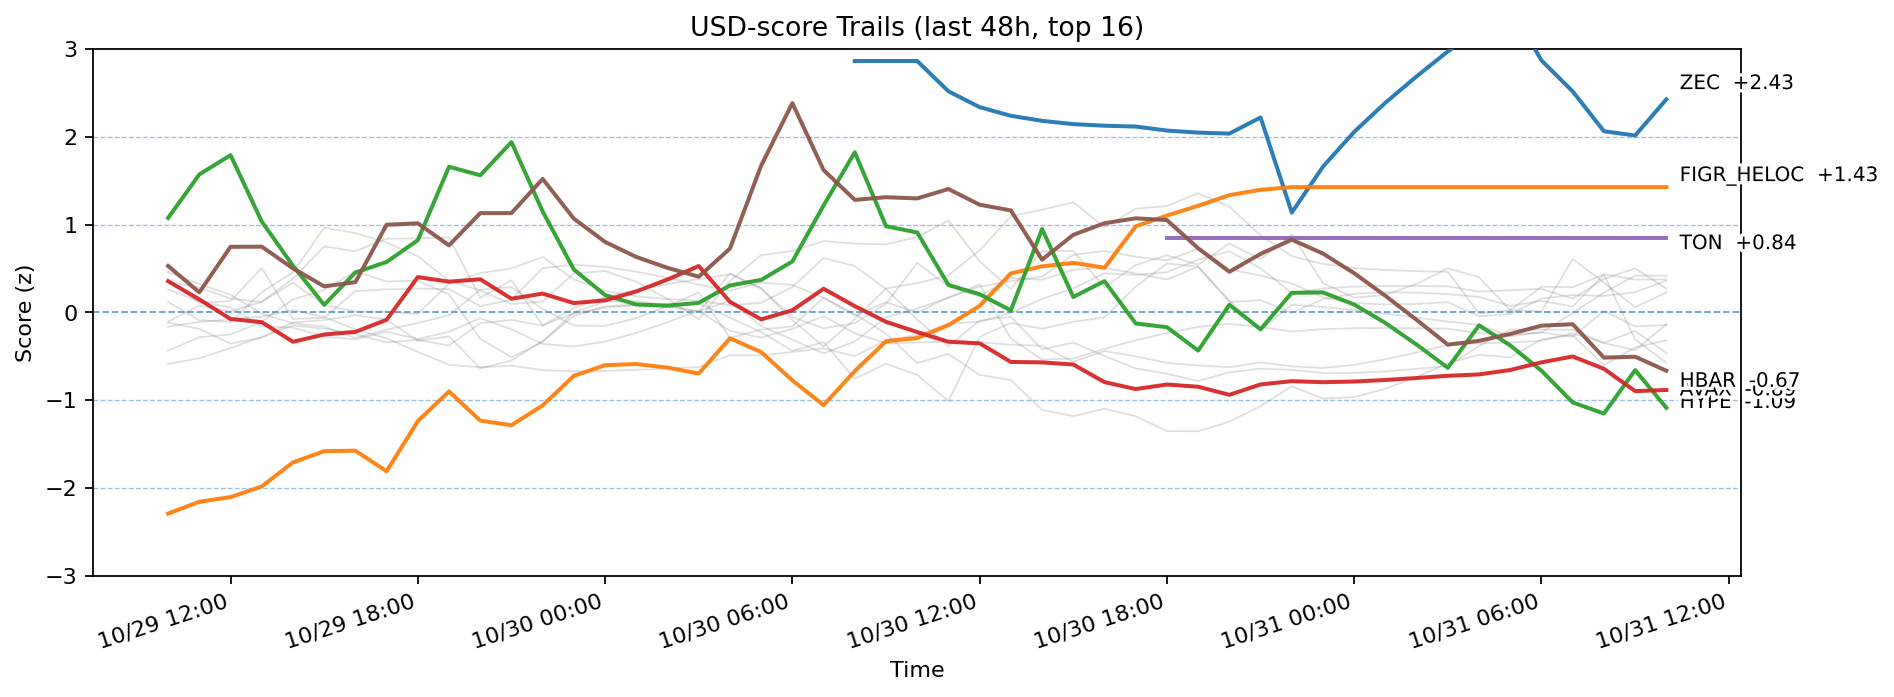 USD-score Trails (last 48h, top 16)
Score (z)
3
2
1
0
−1
−2
−3
ZEC +2.43
FIGR_HELOC +1.43
TON +0.84
HBAR -0.67
AVAX -0.89
HYPE -1.09
10/29 12:00
10/29 18:00
10/30 00:00
10/30 06:00
10/30 12:00
10/30 18:00
10/31 00:00
10/31 06:00
10/31 12:00
Time